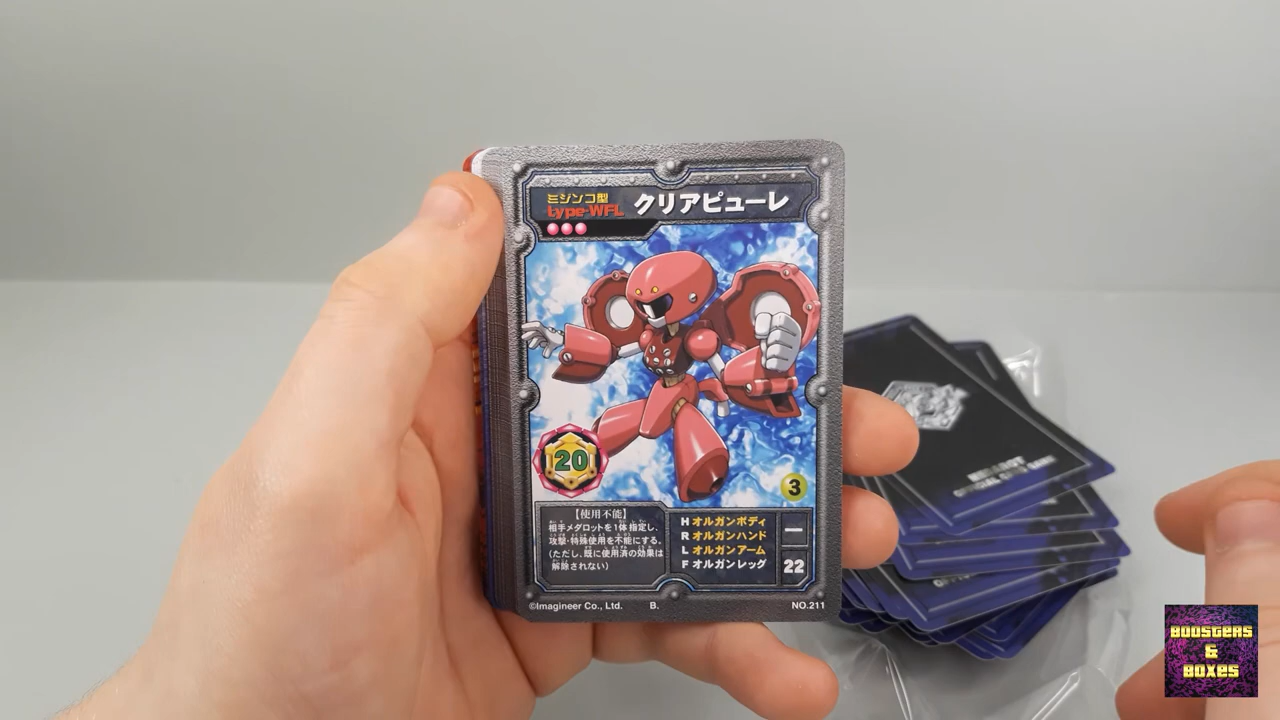 ミジンコ型
type-WFL クリアピューレ
20
3
【使用不能】
相手メダロットを1体指定し、
攻撃・特殊使用を不能にする。
(ただし、既に使用済の効果は
解除されない)
H オルガンボディ
R オルガンハンド
L オルガンアーム
F オルガンレッグ
—
22
©Imagineer Co., Ltd. B. NO.211
BOOSTERS
&
BOXES